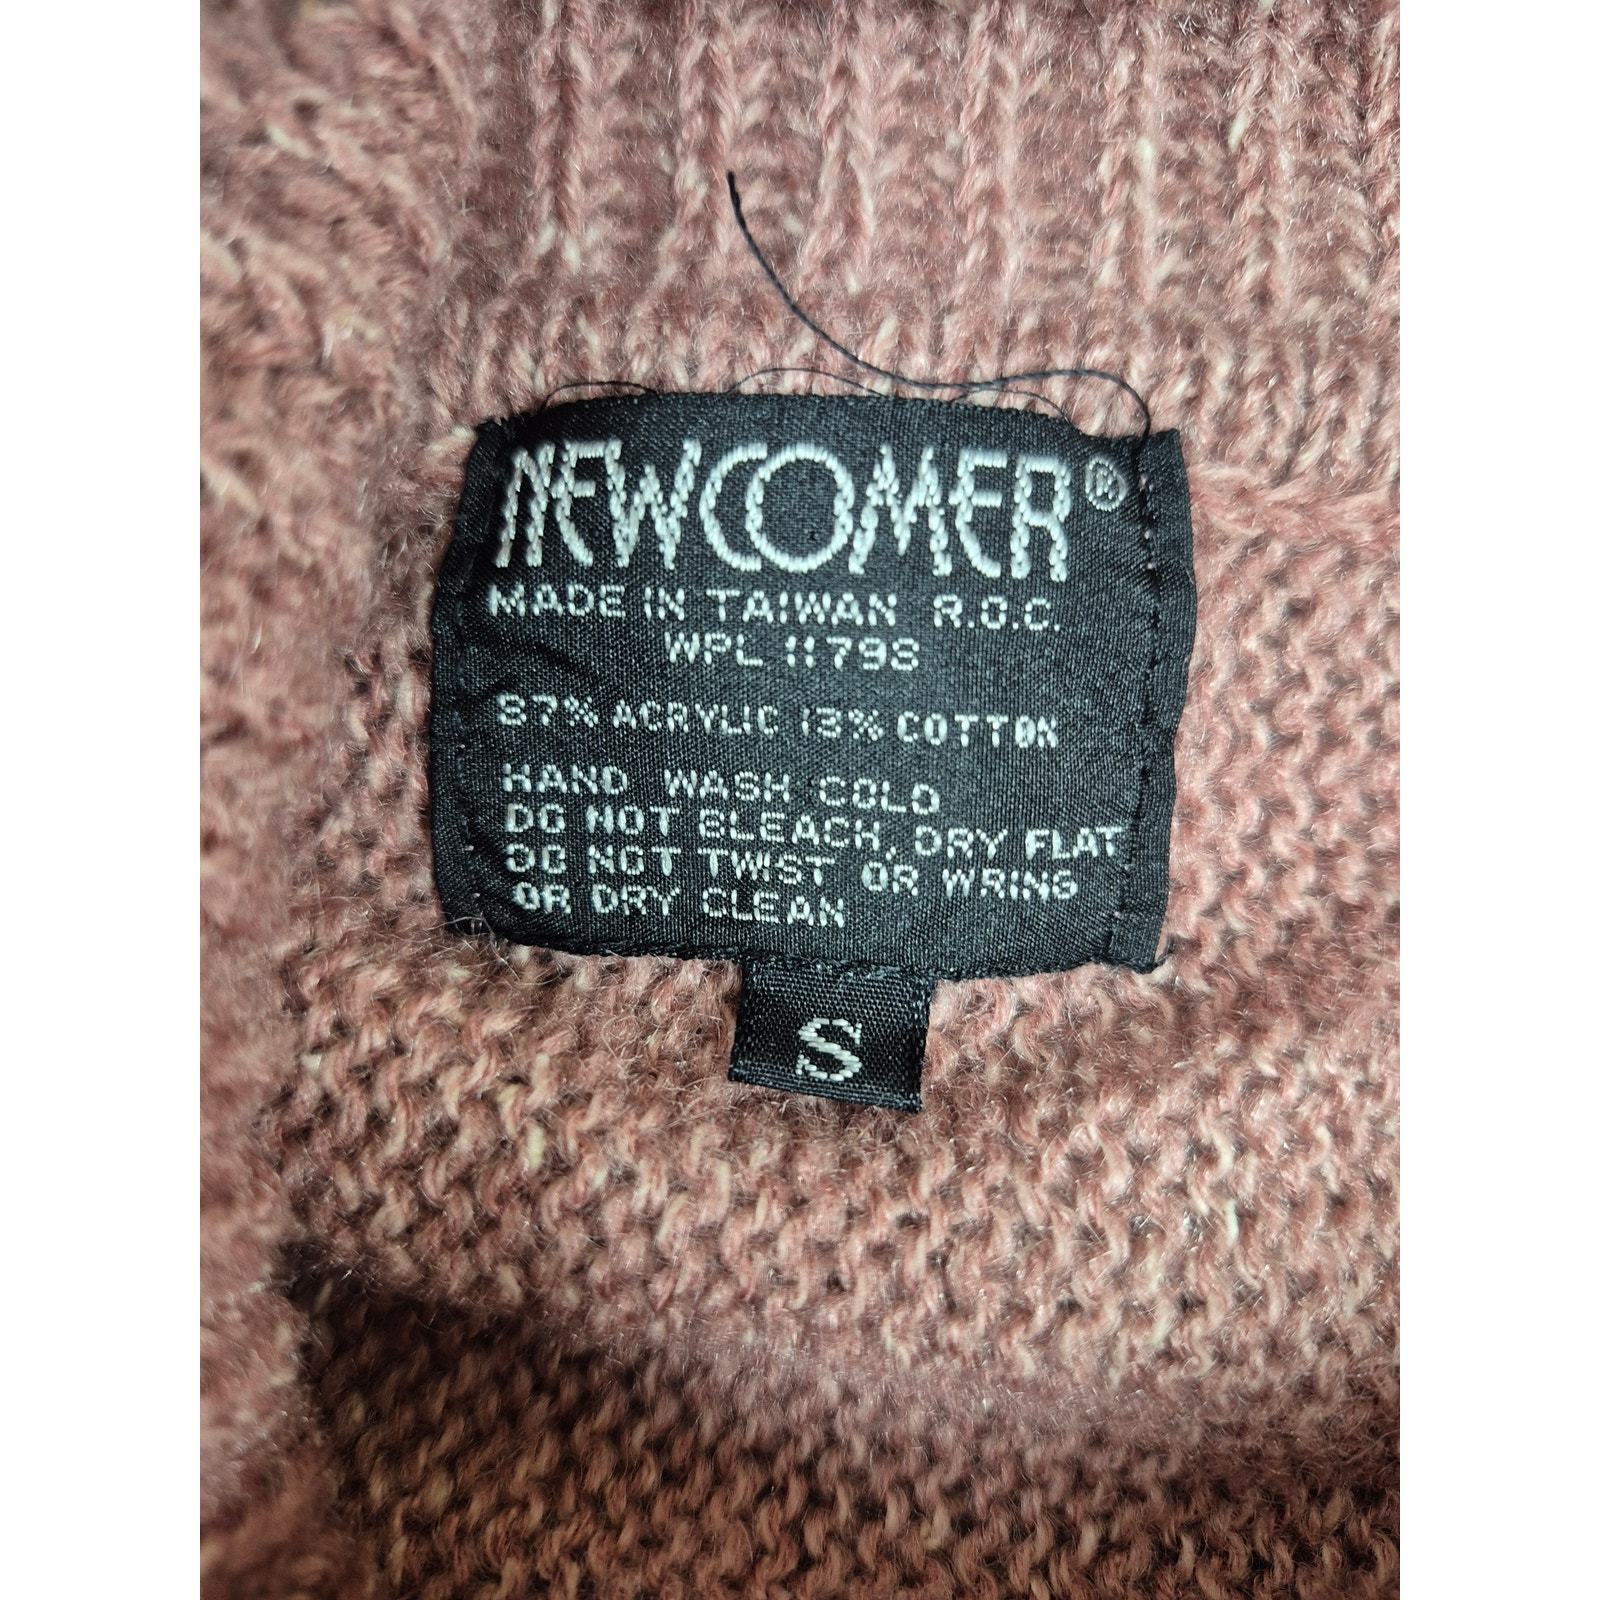 NEWCOMER®
MADE IN TAIWAN R.O.C.
WPL 11793
87% ACRYLIC 13% COTTON
HAND WASH COLD
DO NOT BLEACH, DRY FLAT
DO NOT TWIST OR WRING
OR DRY CLEAN
S